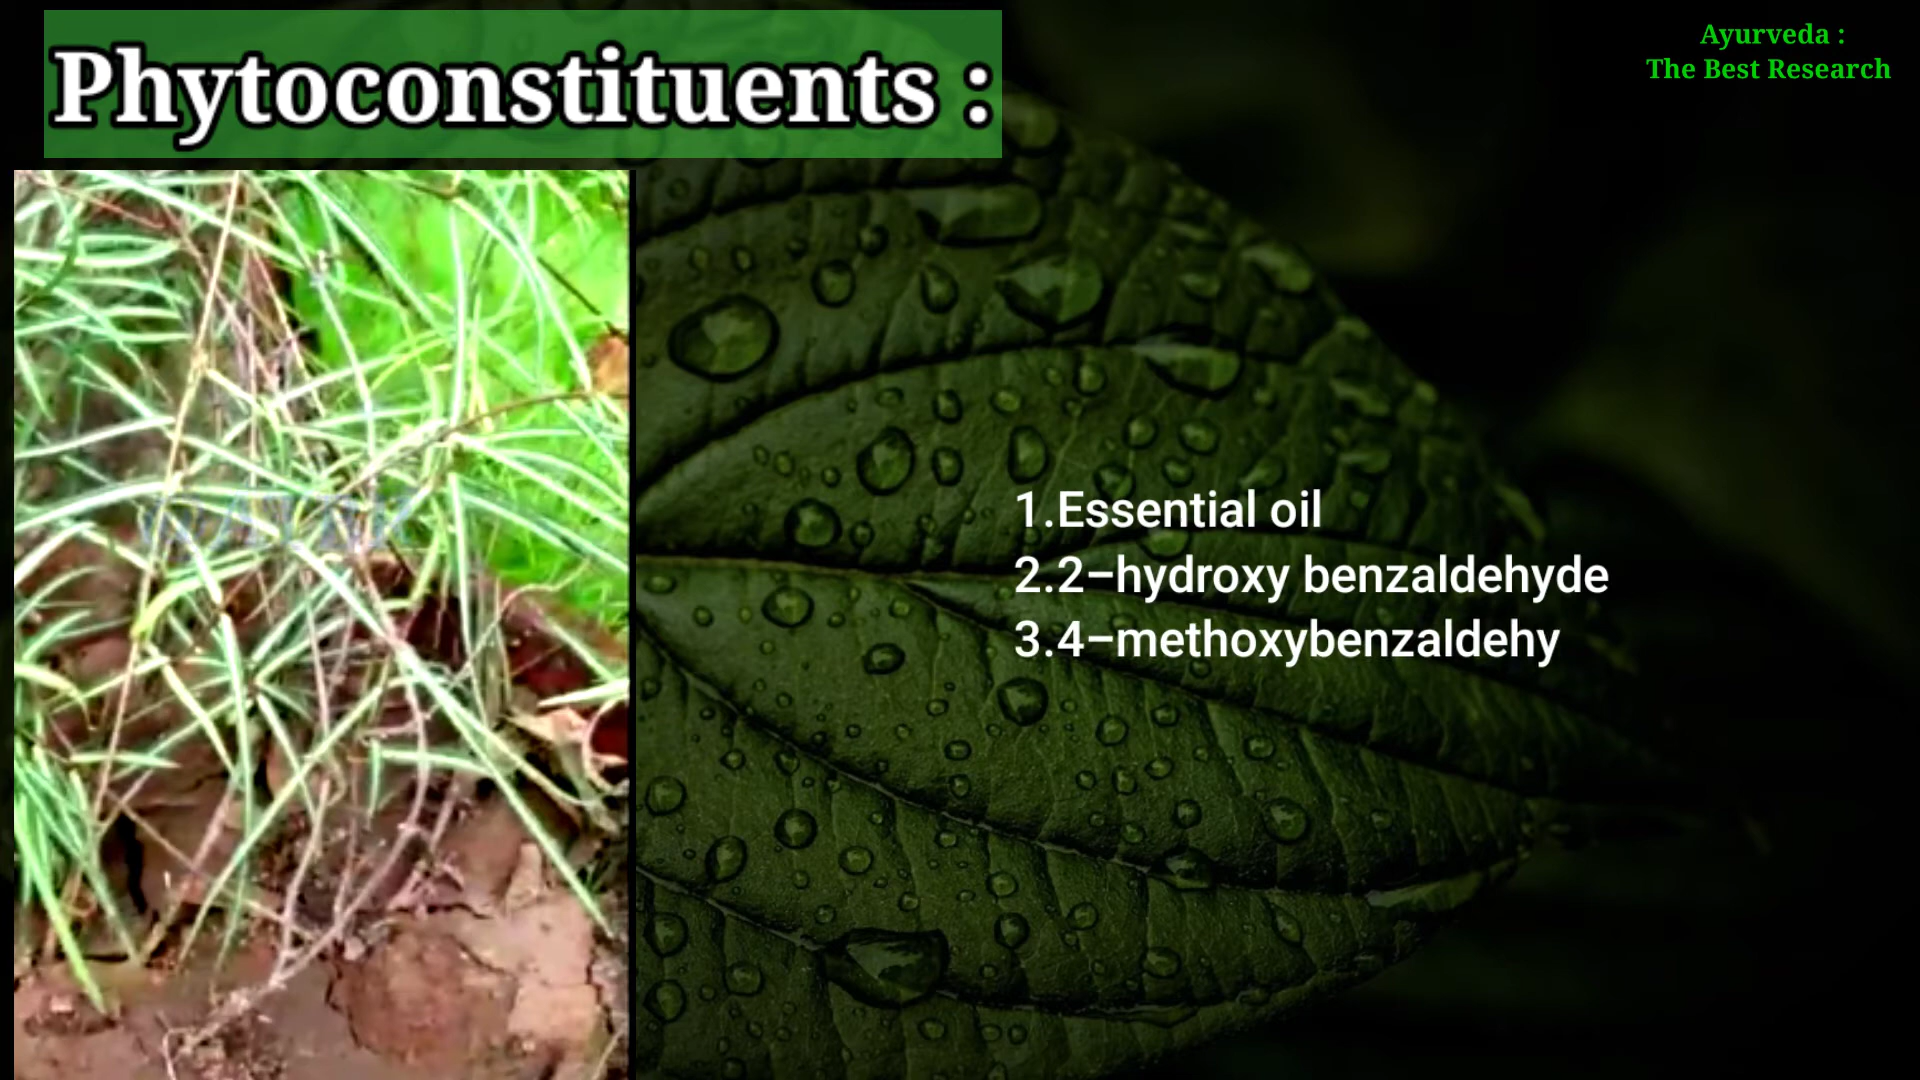 Phytoconstituents :
Ayurveda :
The Best Research
1.Essential oil
2.2–hydroxy benzaldehyde
3.4–methoxybenzaldehy